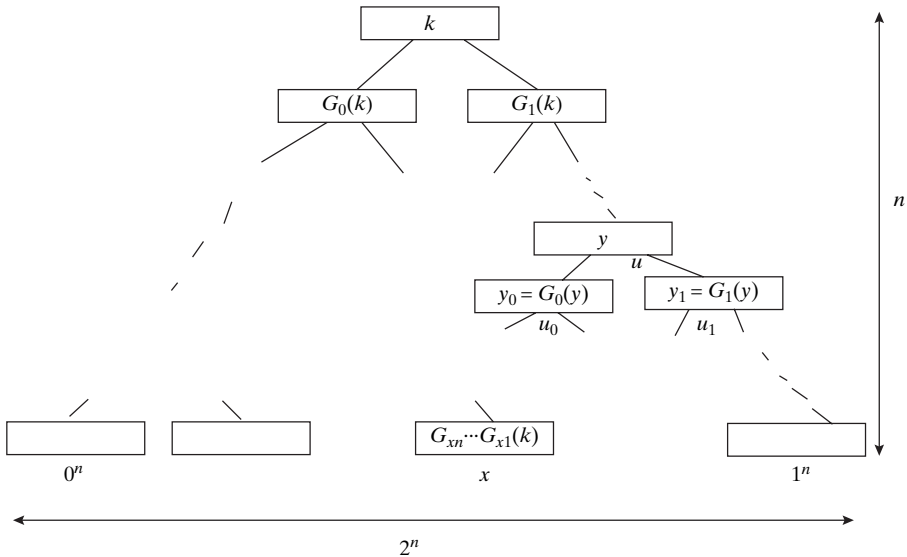 k
G₀(k)
G₁(k)
n
y
u
y₀ = G₀(y)
y₁ = G₁(y)
u₀
u₁
Gₓₙ···Gₓ₁(k)
0ⁿ
x
1ⁿ
2ⁿ